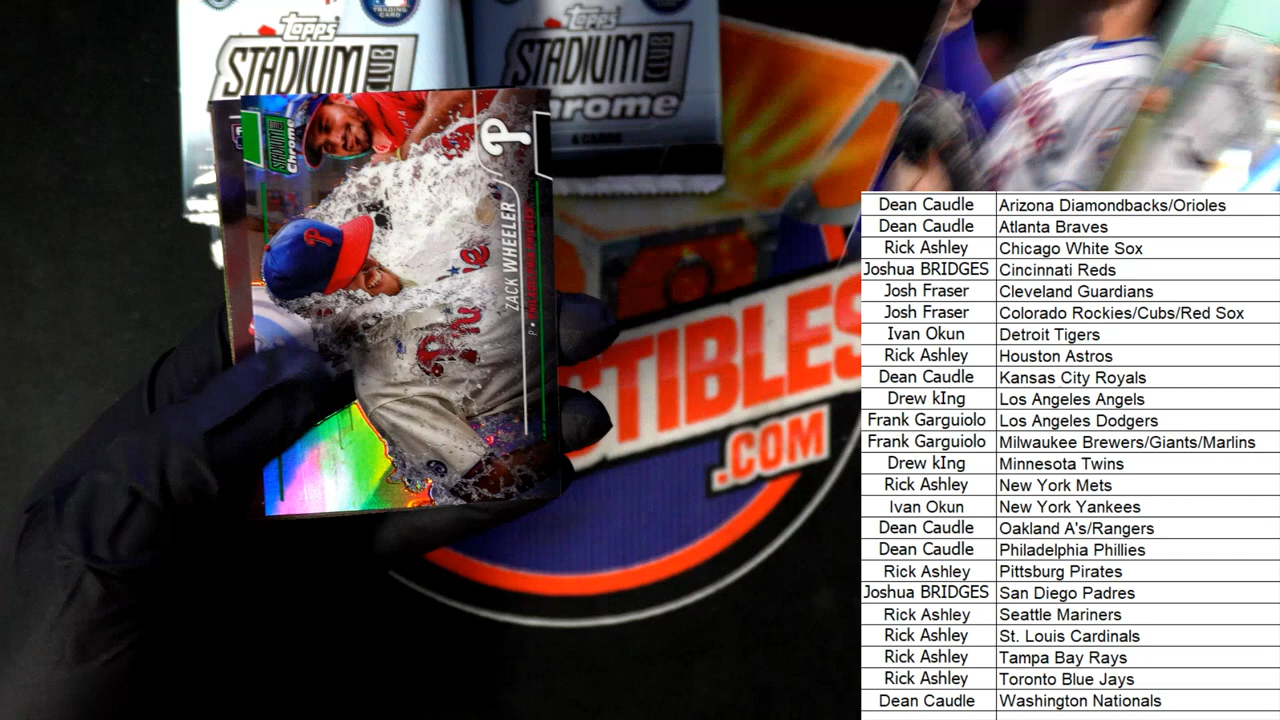 Topps
STADIUM
CLUB
Topps
STADIUM
CLUB
Chrome
STADIUM
Chrome
P
ZACK WHEELER
P •
TIBLES
.COM
Dean Caudle Arizona Diamondbacks/Orioles
Dean Caudle Atlanta Braves
Rick Ashley Chicago White Sox
Joshua BRIDGES Cincinnati Reds
Josh Fraser Cleveland Guardians
Josh Fraser Colorado Rockies/Cubs/Red Sox
Ivan Okun Detroit Tigers
Rick Ashley Houston Astros
Dean Caudle Kansas City Royals
Drew kIng Los Angeles Angels
Frank Garguiolo Los Angeles Dodgers
Frank Garguiolo Milwaukee Brewers/Giants/Marlins
Drew kIng Minnesota Twins
Rick Ashley New York Mets
Ivan Okun New York Yankees
Dean Caudle Oakland A's/Rangers
Dean Caudle Philadelphia Phillies
Rick Ashley Pittsburg Pirates
Joshua BRIDGES San Diego Padres
Rick Ashley Seattle Mariners
Rick Ashley St. Louis Cardinals
Rick Ashley Tampa Bay Rays
Rick Ashley Toronto Blue Jays
Dean Caudle Washington Nationals